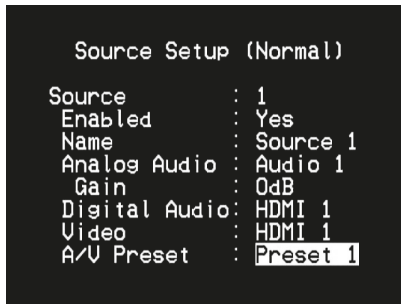 Source Setup (Normal)
Source : 1
Enabled : Yes
Name : Source 1
Analog Audio : Audio 1
Gain : 0dB
Digital Audio: HDMI 1
Video : HDMI 1
A/V Preset : Preset 1